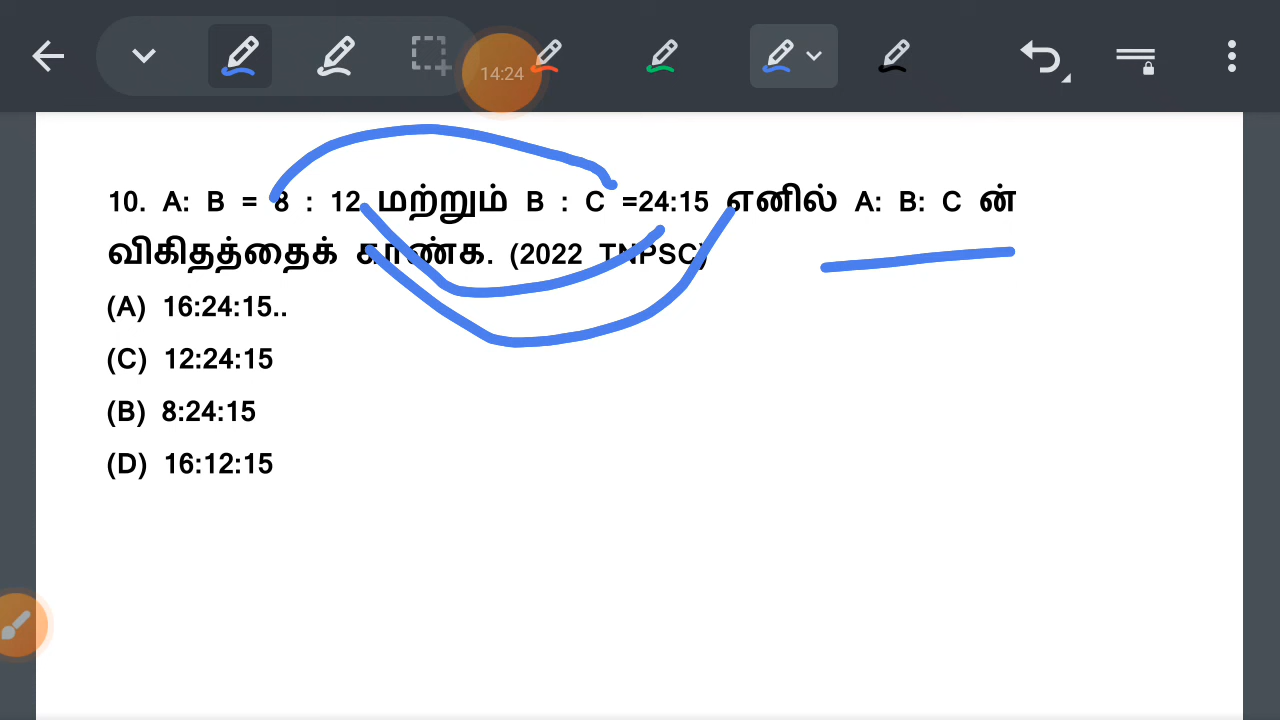 14:24
10. A: B = 8 : 12 மற்றும் B : C =24:15 எனில் A: B: C ன்
விகிதத்தைக் காண்க. (2022 TNPSC)
(A) 16:24:15..
(C) 12:24:15
(B) 8:24:15
(D) 16:12:15